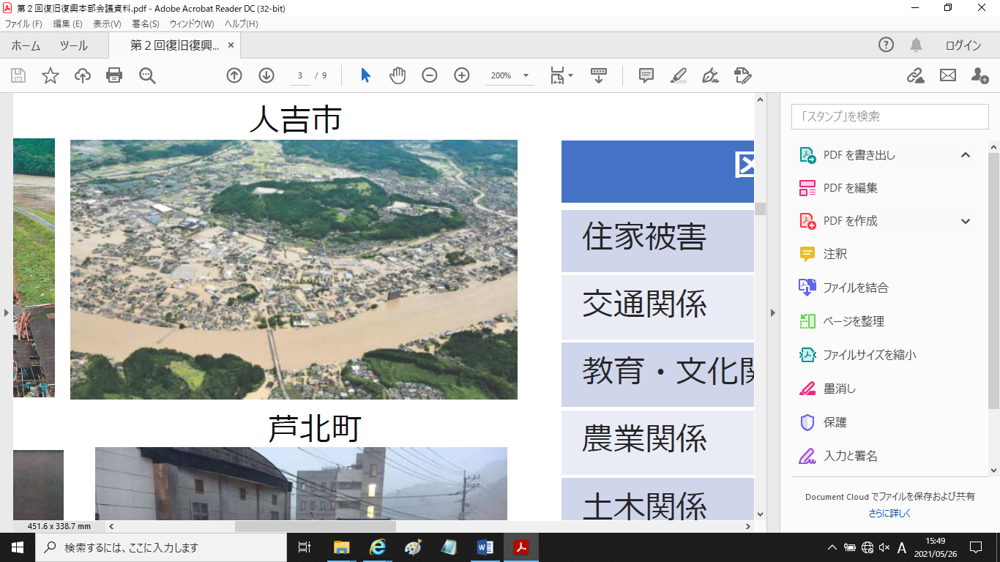 第２回復旧復興本部会議資料.pdf - Adobe Acrobat Reader DC (32-bit)
ファイル(F) 編集(E) 表示(V) 署名(S) ウィンドウ(W) ヘルプ(H)
ホーム ツール 第２回復旧復興... × ログイン
3 / 9 200%
人吉市
芦北町
住家被害
交通関係
教育・文化
農業関係
土木関係
「スタンプ」を検索
PDF を書き出し
PDF を編集
PDF を作成
注釈
ファイルを結合
ページを整理
ファイルサイズを縮小
墨消し
保護
入力と署名
Document Cloud でファイルを保存および共有
さらに詳しく
451.6 x 338.7 mm
検索するには、ここに入力します
A 15:49
2021/05/26